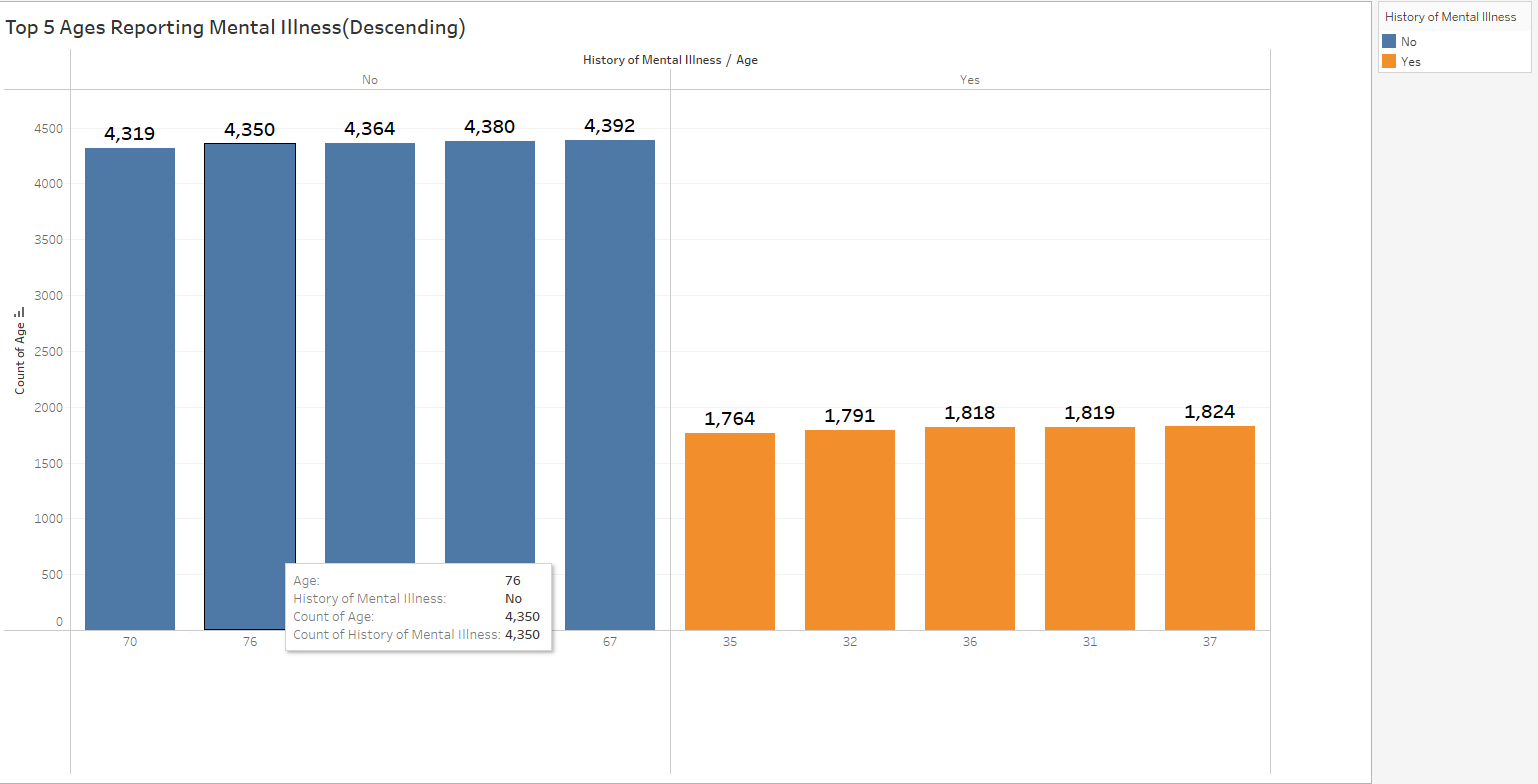 Top 5 Ages Reporting Mental Illness(Descending)
History of Mental Illness / Age
No
Yes
Count of Age
4500
4000
3500
3000
2500
2000
1500
1000
500
0
4,319
4,350
4,364
4,380
4,392
1,764
1,791
1,818
1,819
1,824
70
76
67
35
32
36
31
37
Age: 76
History of Mental Illness: No
Count of Age: 4,350
Count of History of Mental Illness: 4,350
History of Mental Illness
No
Yes